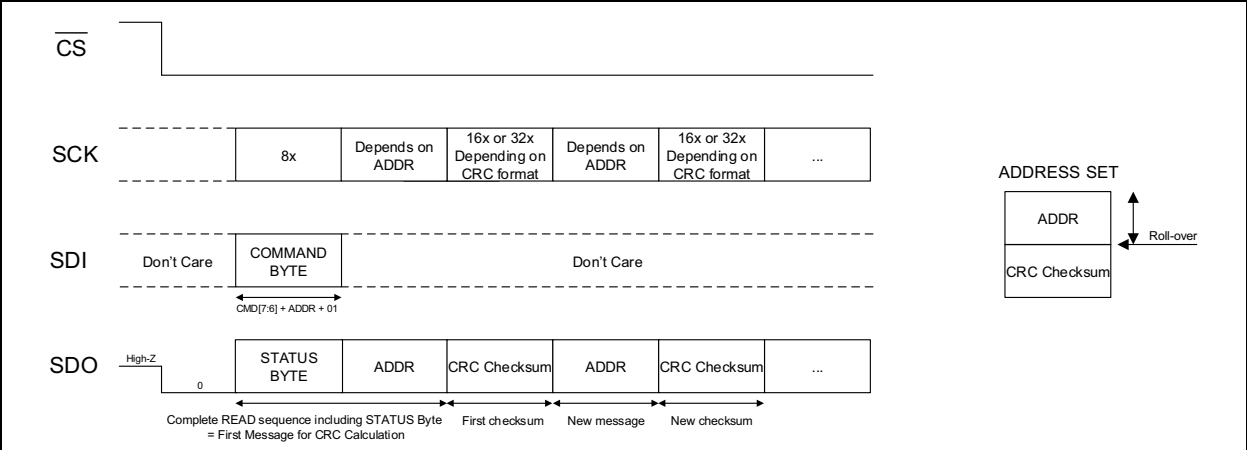 CS
SCK
8x
Depends on
ADDR
16x or 32x
Depending on
CRC format
Depends on
ADDR
16x or 32x
Depending on
CRC format
...
SDI
Don't Care
COMMAND
BYTE
Don't Care
CMD[7:6] + ADDR + 01
SDO
High-Z
0
STATUS
BYTE
ADDR
CRC Checksum
ADDR
CRC Checksum
...
Complete READ sequence including STATUS Byte
= First Message for CRC Calculation
First checksum
New message
New checksum
ADDRESS SET
ADDR
Roll-over
CRC Checksum